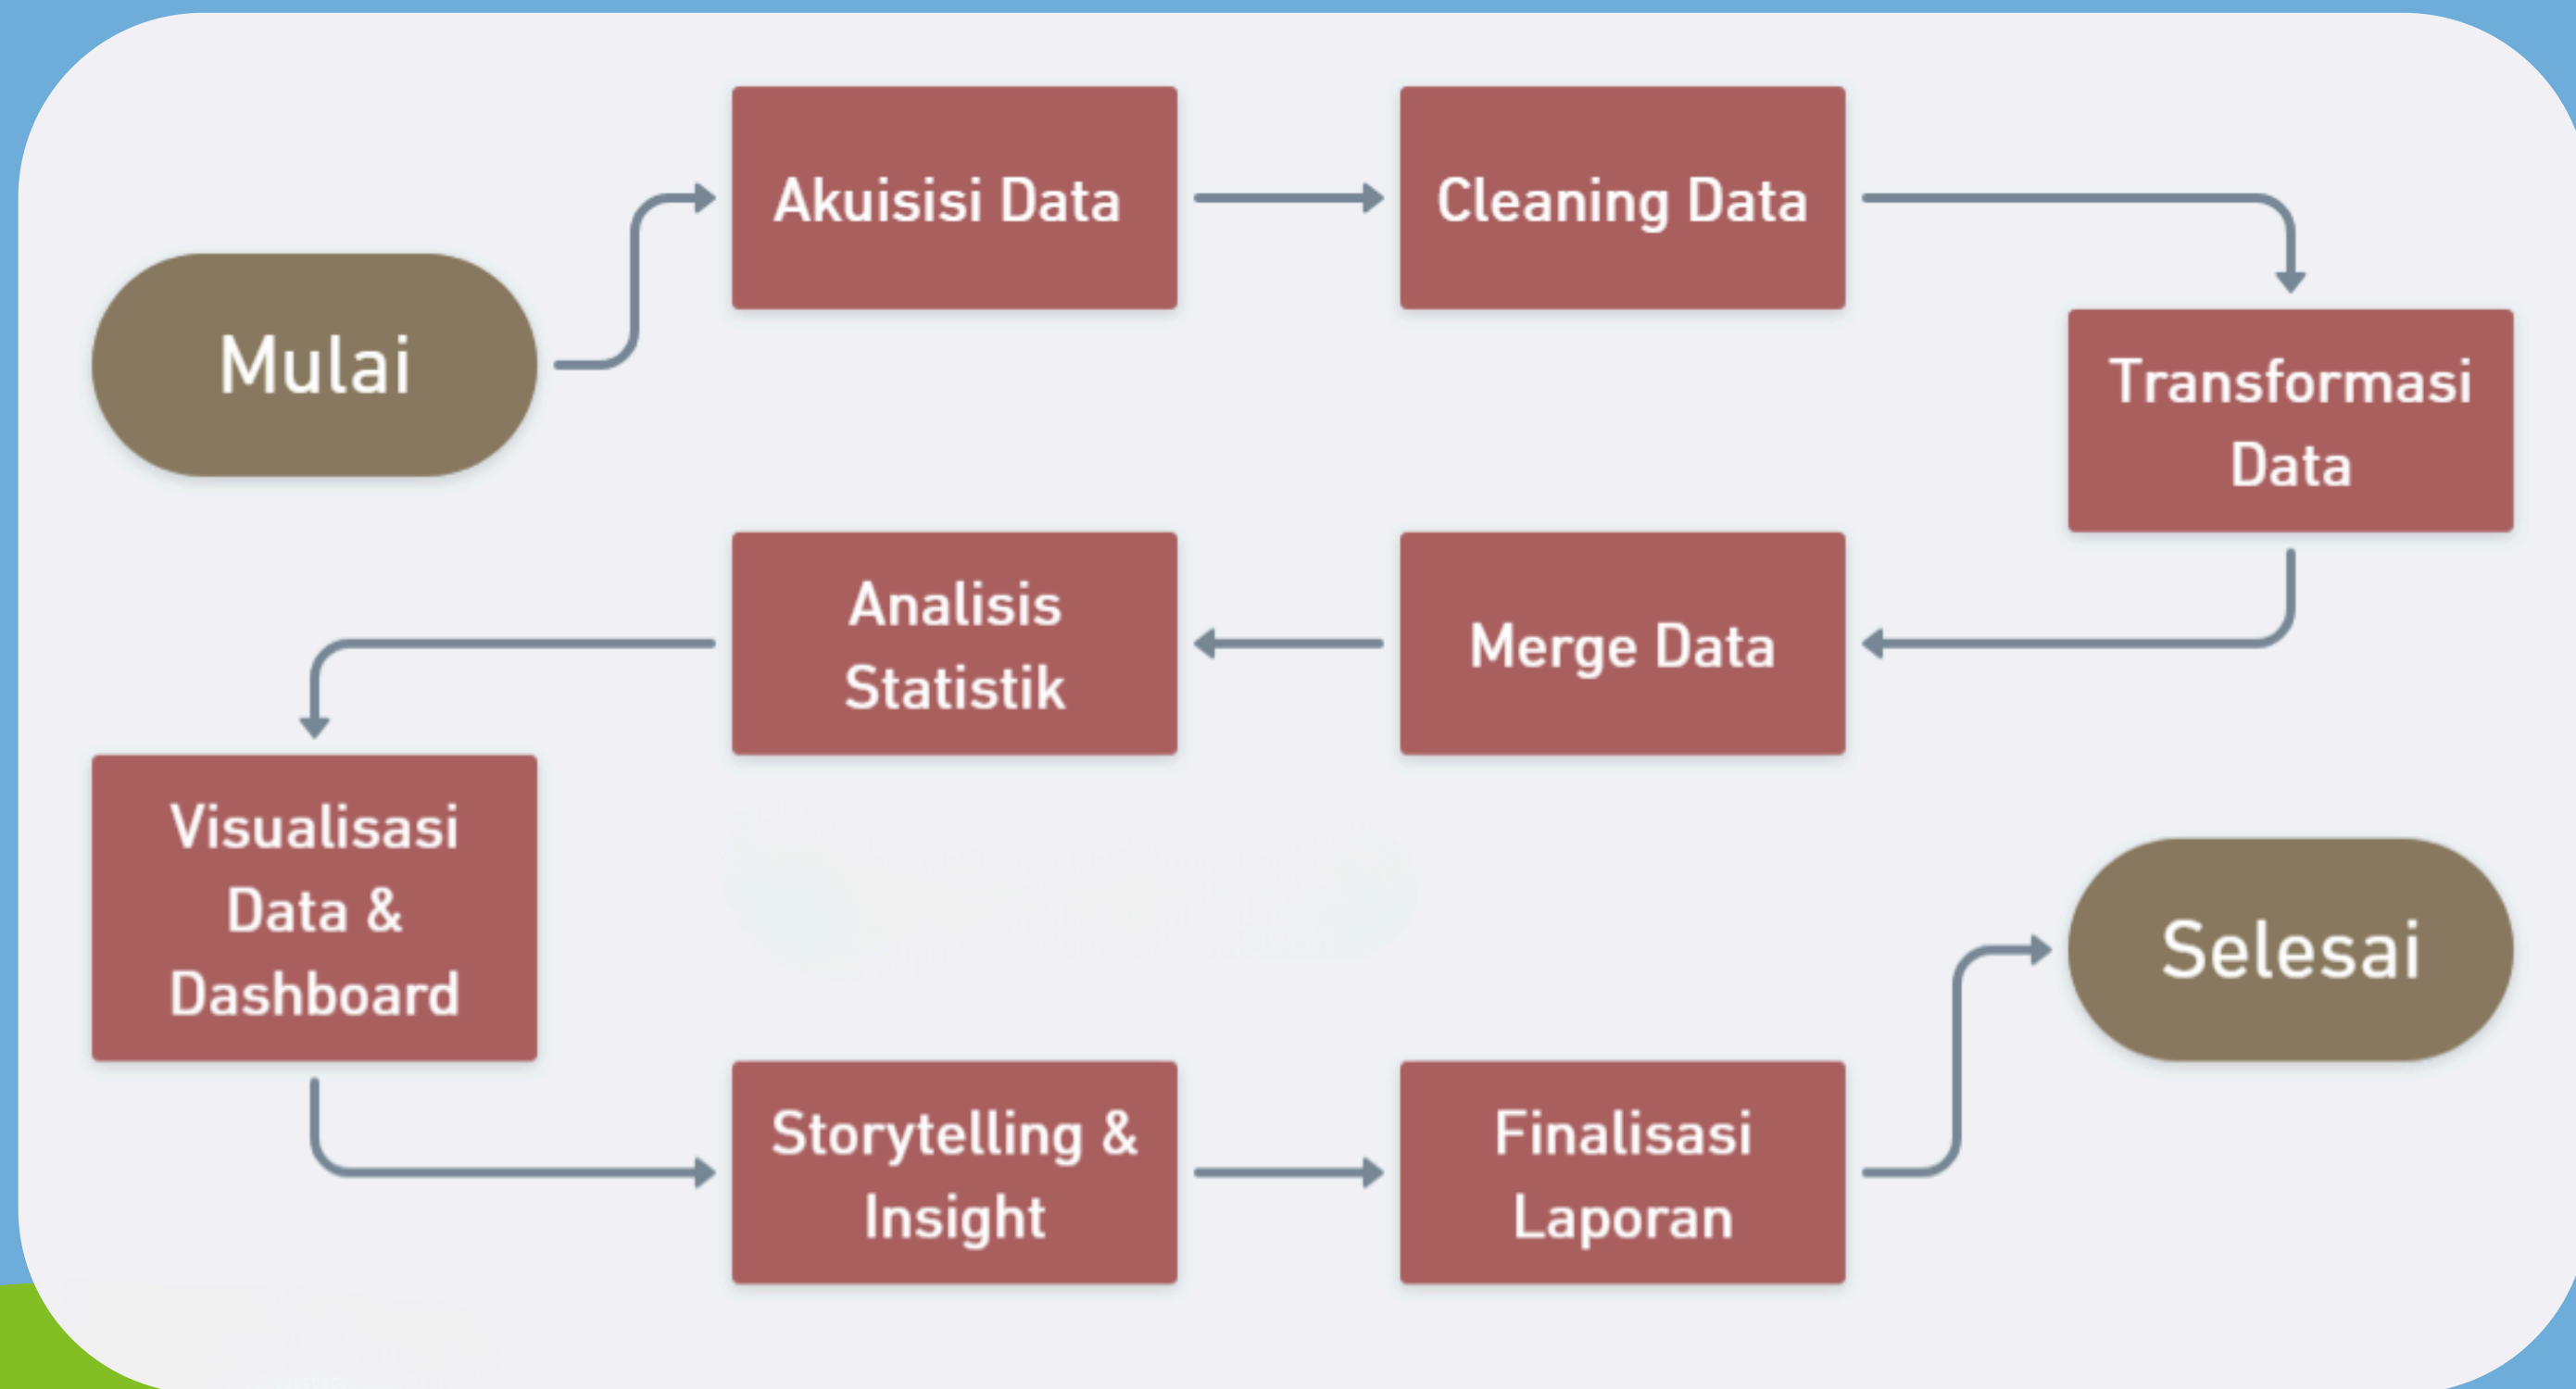 Mulai
Akuisisi Data
Cleaning Data
Transformasi
Data
Merge Data
Analisis
Statistik
Visualisasi
Data &
Dashboard
Storytelling &
Insight
Finalisasi
Laporan
Selesai